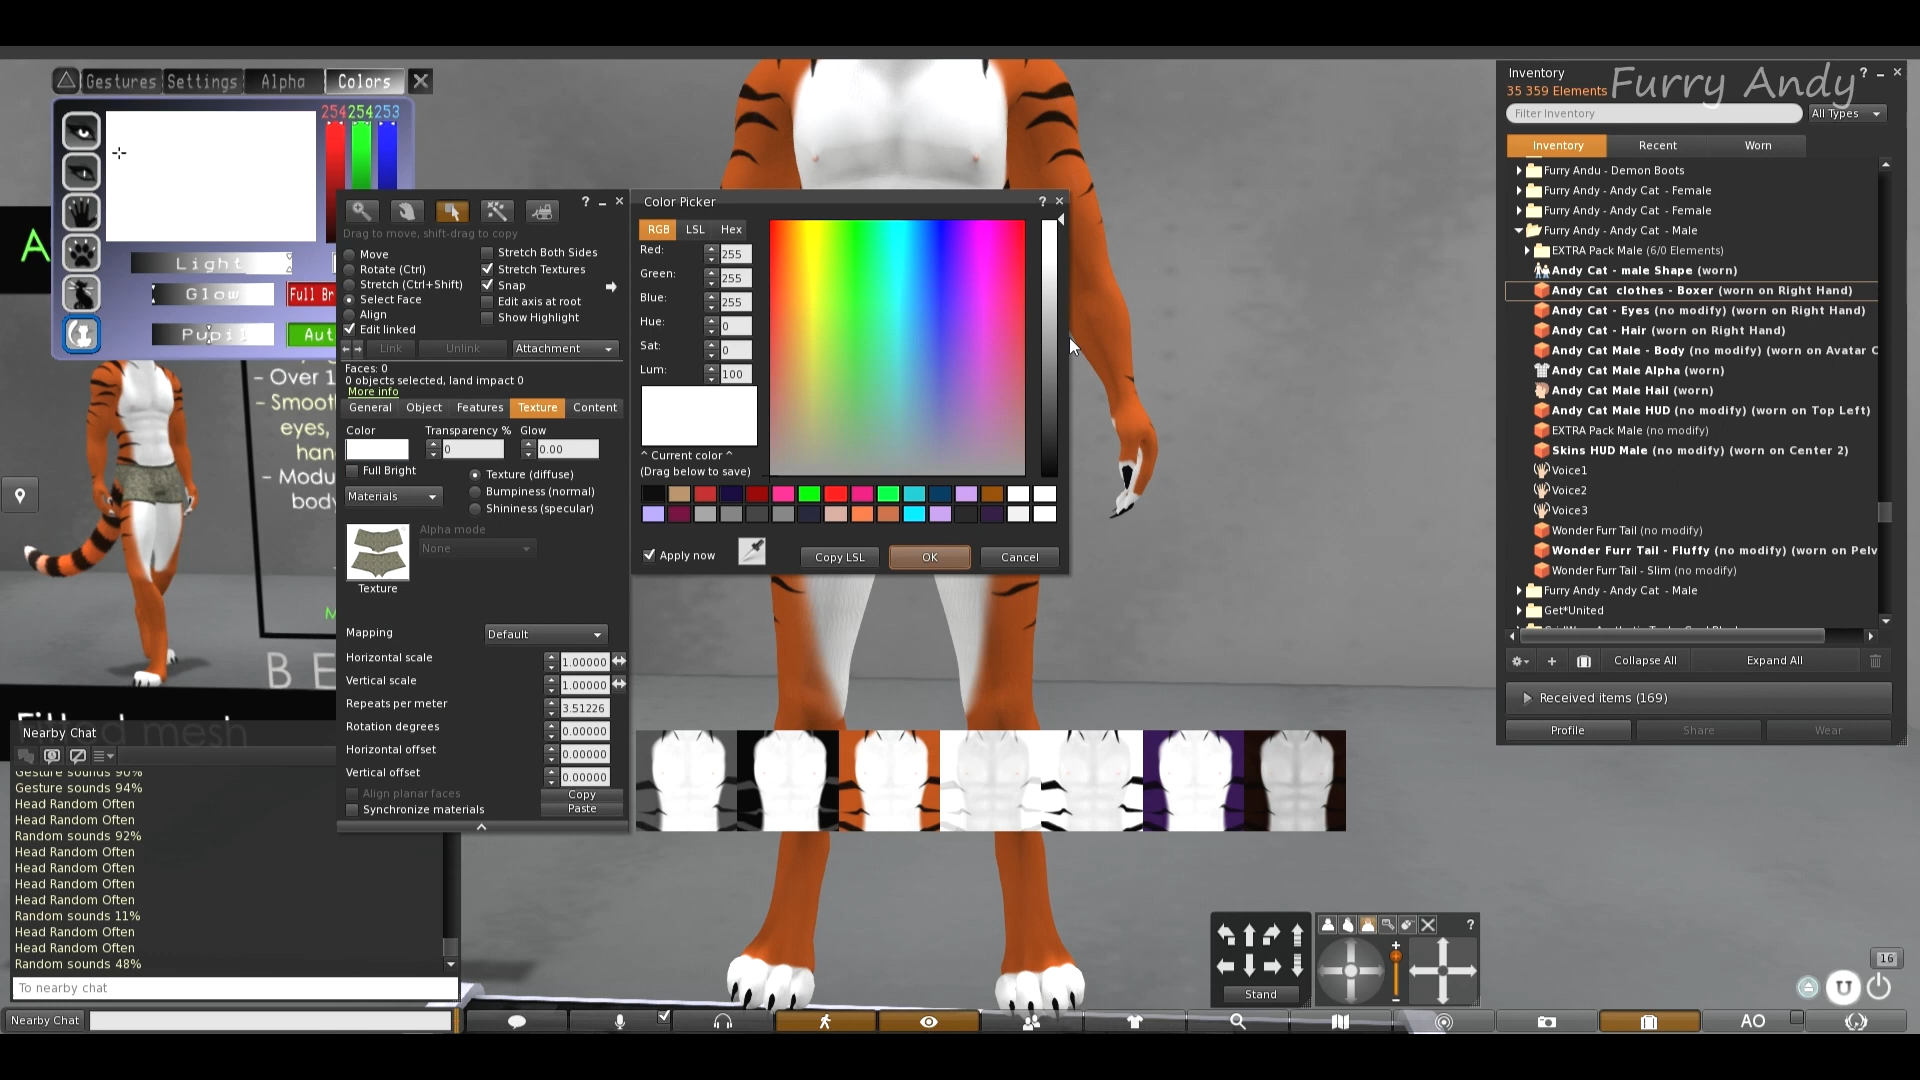 Gestures
Settings
Alpha
Colors
254
254
253
Light
Glow
Full Br
Pupil
Aut
A
- Over 1
- Smoot
eyes,
han
- Modu
body
M
B E
Fitted mesh
Nearby Chat
Gesture sounds 90%
Gesture sounds 94%
Head Random Often
Head Random Often
Random sounds 92%
Head Random Often
Head Random Often
Head Random Often
Head Random Often
Random sounds 11%
Head Random Often
Head Random Often
Random sounds 48%
To nearby chat
Nearby Chat
?
Drag to move, shift-drag to copy
Move
Rotate (Ctrl)
Stretch (Ctrl+Shift)
Select Face
Align
Edit linked
Stretch Both Sides
Stretch Textures
Snap
Edit axis at root
Show Highlight
Link
Unlink
Attachment
Faces: 0
0 objects selected, land impact 0
More info
General
Object
Features
Texture
Content
Color
Transparency %
Glow
0
0.00
Full Bright
Materials
Texture (diffuse)
Bumpiness (normal)
Shininess (specular)
Alpha mode
None
Texture
Mapping
Default
Horizontal scale
1.00000
Vertical scale
1.00000
Repeats per meter
3.51226
Rotation degrees
0.00000
Horizontal offset
0.00000
Vertical offset
0.00000
Align planar faces
Synchronize materials
Copy
Paste
Color Picker
?
RGB
LSL
Hex
Red:
255
Green:
255
Blue:
255
Hue:
0
Sat:
0
Lum:
100
^ Current color ^
(Drag below to save)
Apply now
Copy LSL
OK
Cancel
Inventory
Furry Andy
?
35 359 Elements
Filter Inventory
All Types
Inventory
Recent
Worn
Furry Andu - Demon Boots
Furry Andy - Andy Cat - Female
Furry Andy - Andy Cat - Female
Furry Andy - Andy Cat - Male
EXTRA Pack Male (6/0 Elements)
Andy Cat - male Shape (worn)
Andy Cat clothes - Boxer (worn on Right Hand)
Andy Cat - Eyes (no modify) (worn on Right Hand)
Andy Cat - Hair (worn on Right Hand)
Andy Cat Male - Body (no modify) (worn on Avatar C
Andy Cat Male Alpha (worn)
Andy Cat Male Hail (worn)
Andy Cat Male HUD (no modify) (worn on Top Left)
EXTRA Pack Male (no modify)
Skins HUD Male (no modify) (worn on Center 2)
Voice1
Voice2
Voice3
Wonder Furr Tail (no modify)
Wonder Furr Tail - Fluffy (no modify) (worn on Pelv
Wonder Furr Tail - Slim (no modify)
Furry Andy - Andy Cat - Male
Get*United
Collapse All
Expand All
Received items (169)
Profile
Share
Wear
Stand
?
16
AO